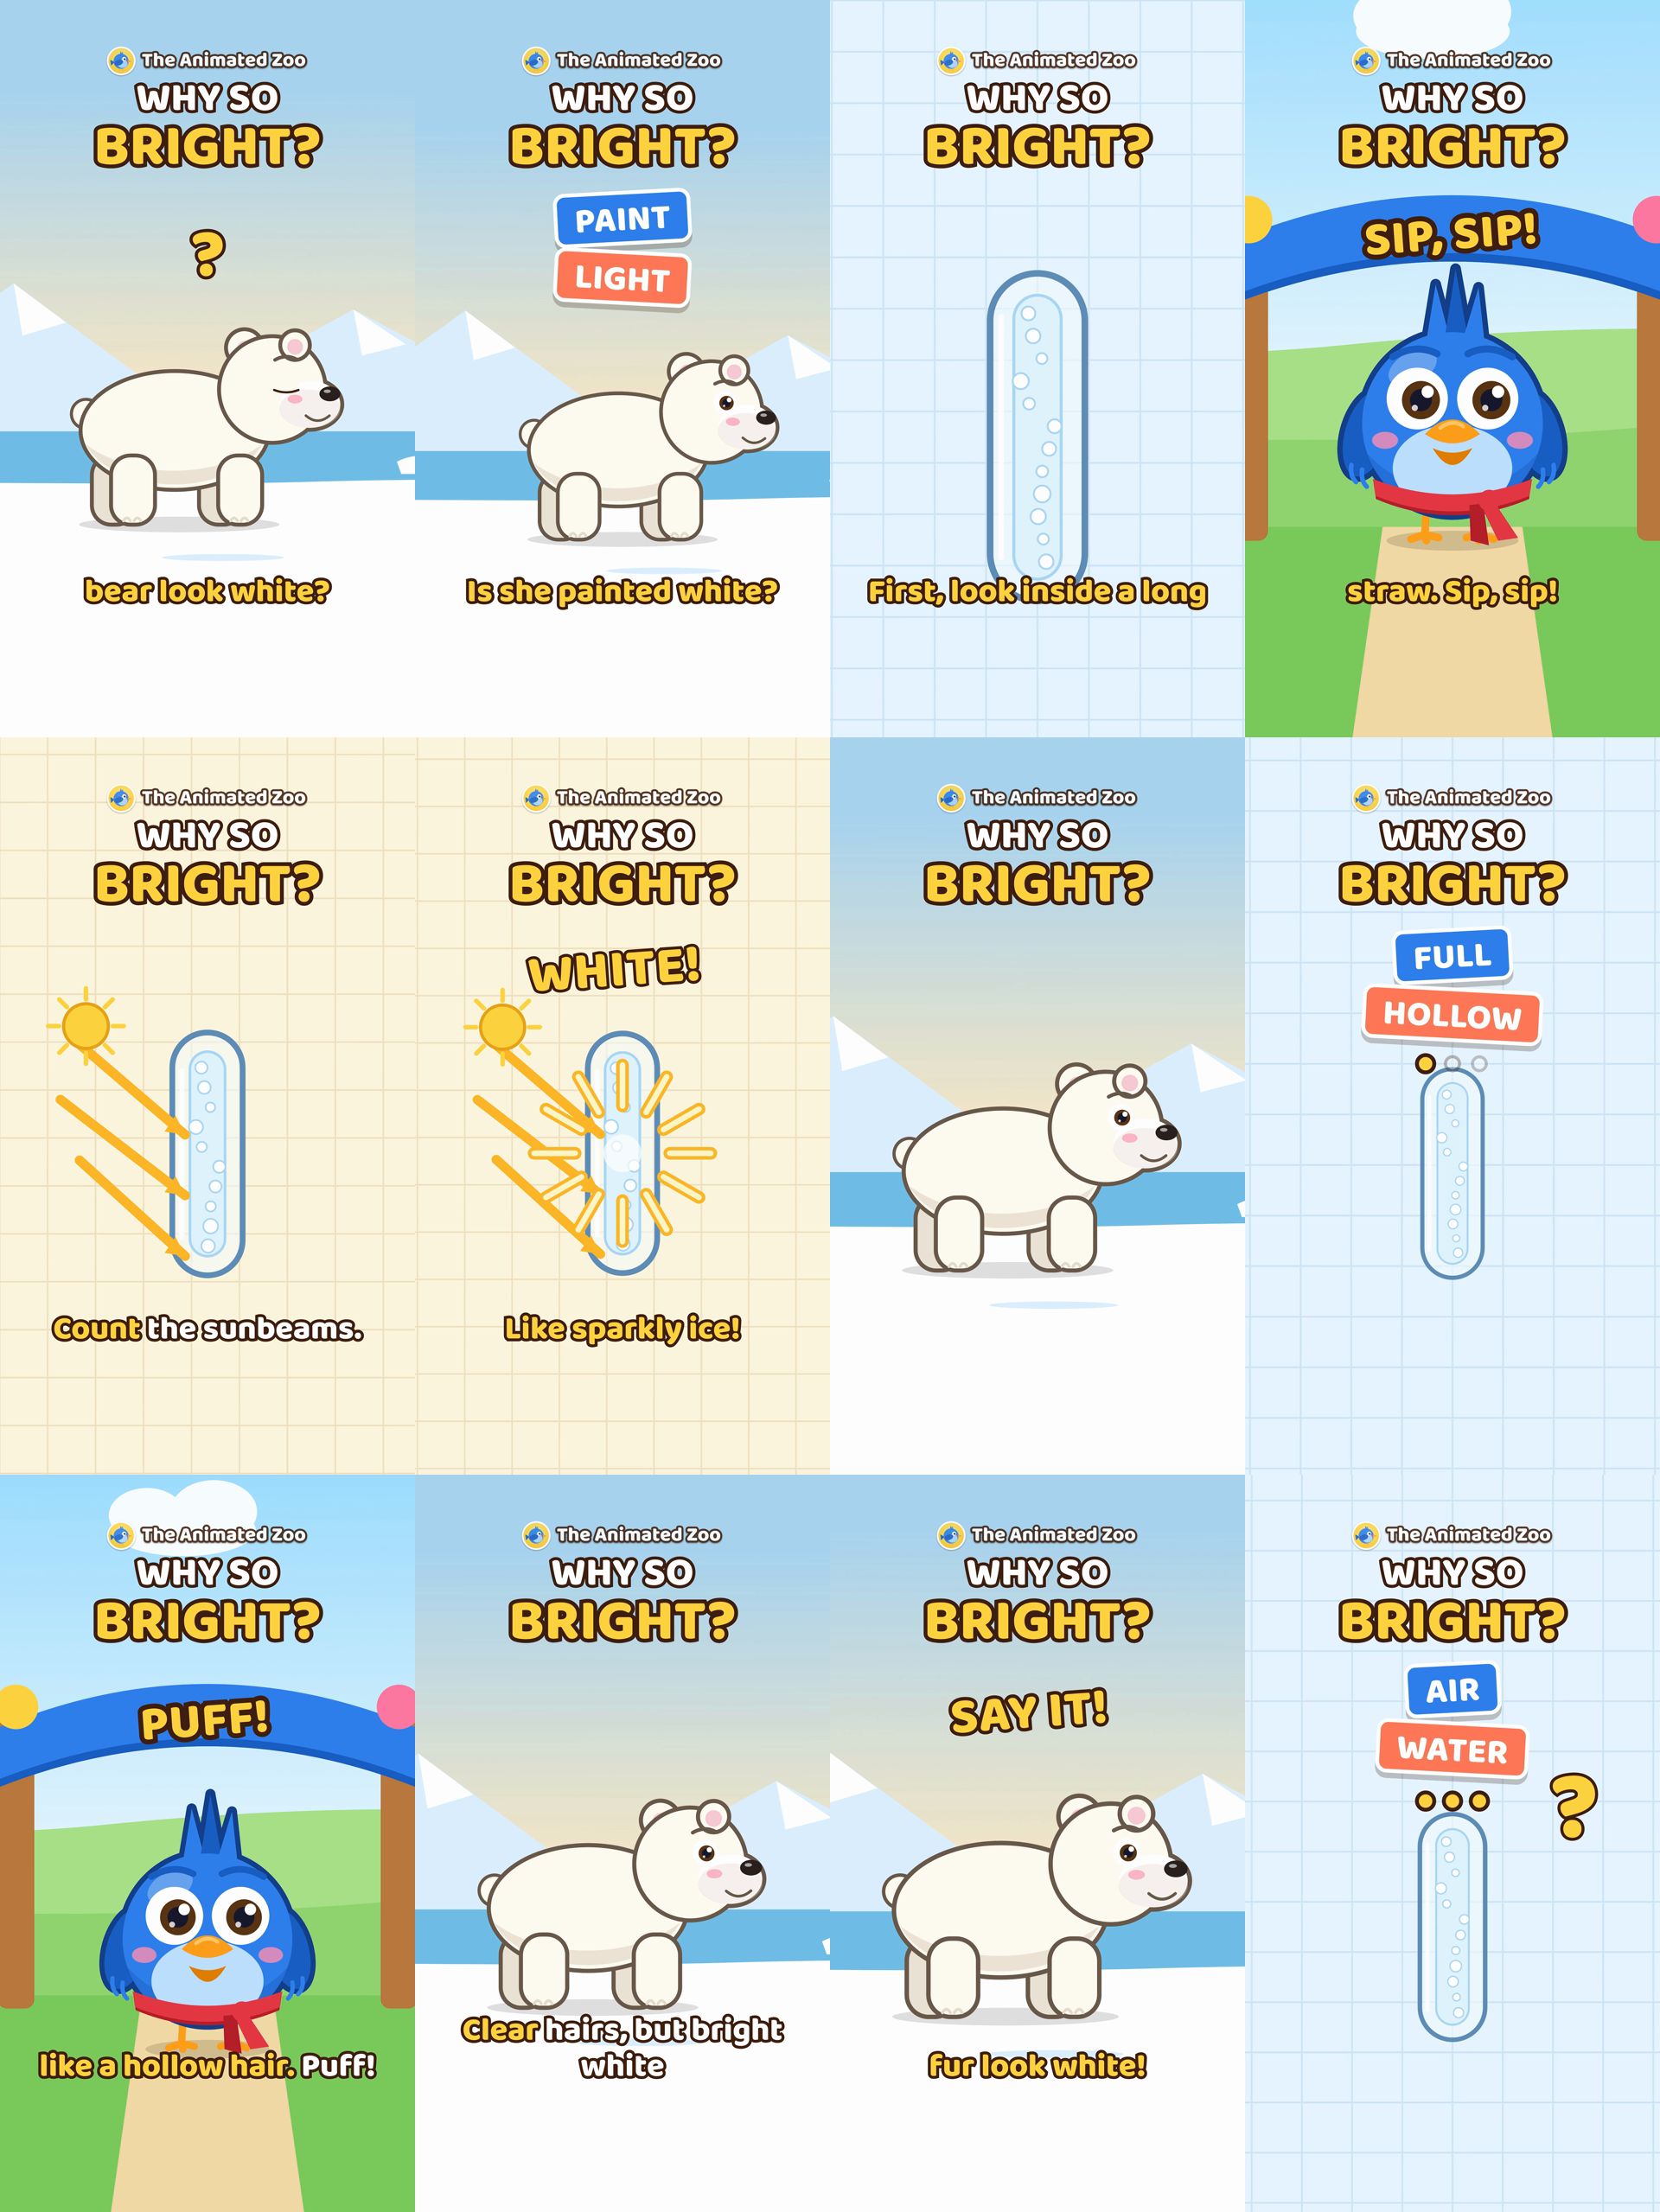 The Animated Zoo
WHY SO
BRIGHT?
?
bear look white?
The Animated Zoo
WHY SO
BRIGHT?
PAINT
LIGHT
Is she painted white?
The Animated Zoo
WHY SO
BRIGHT?
First, look inside a long
The Animated Zoo
WHY SO
BRIGHT?
SIP, SIP!
straw. Sip, sip!
The Animated Zoo
WHY SO
BRIGHT?
Count the sunbeams.
The Animated Zoo
WHY SO
BRIGHT?
WHITE!
Like sparkly ice!
The Animated Zoo
WHY SO
BRIGHT?
The Animated Zoo
WHY SO
BRIGHT?
FULL
HOLLOW
The Animated Zoo
WHY SO
BRIGHT?
PUFF!
like a hollow hair. Puff!
The Animated Zoo
WHY SO
BRIGHT?
Clear hairs, but bright
white
The Animated Zoo
WHY SO
BRIGHT?
SAY IT!
fur look white!
The Animated Zoo
WHY SO
BRIGHT?
AIR
WATER
?